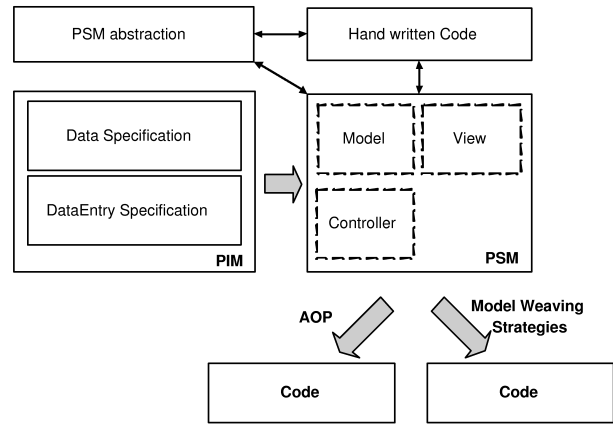 PSM abstraction
Hand written Code
Data Specification
DataEntry Specification
PIM
Model
View
Controller
PSM
AOP
Model Weaving
Strategies
Code
Code